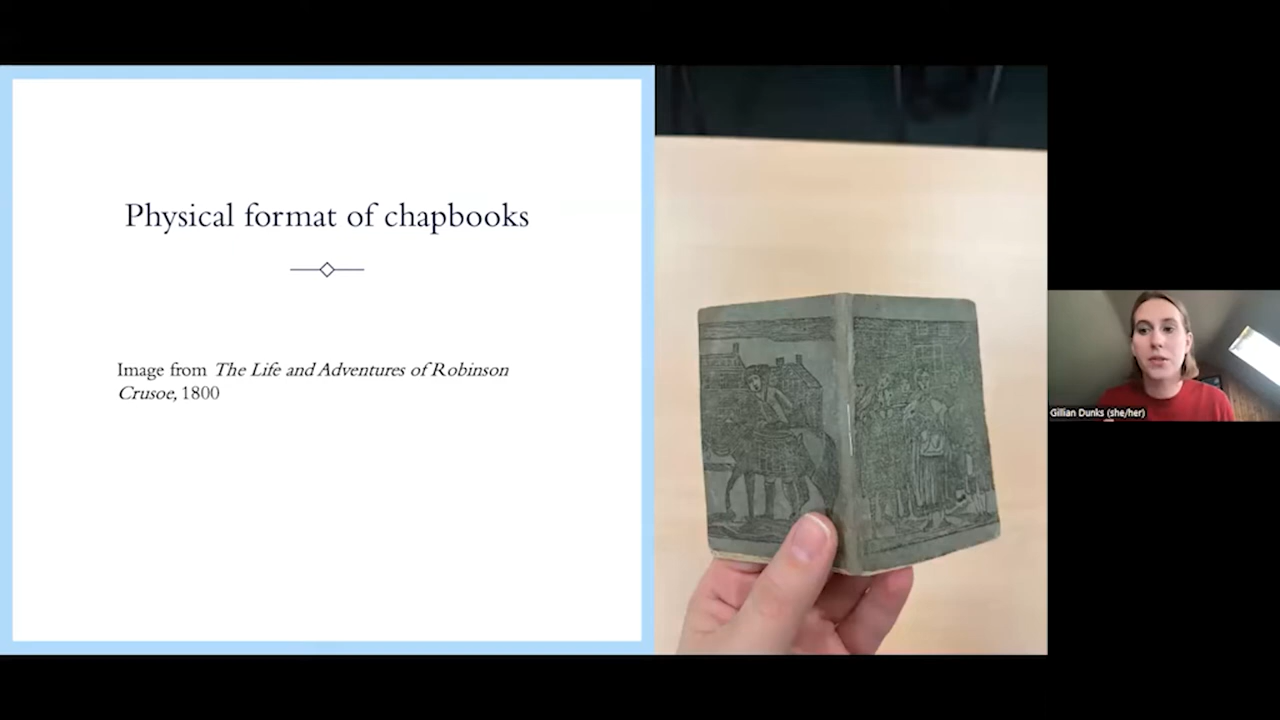 Physical format of chapbooks
Image from The Life and Adventures of Robinson
Crusoe, 1800
Gillian Dunks (she/her)